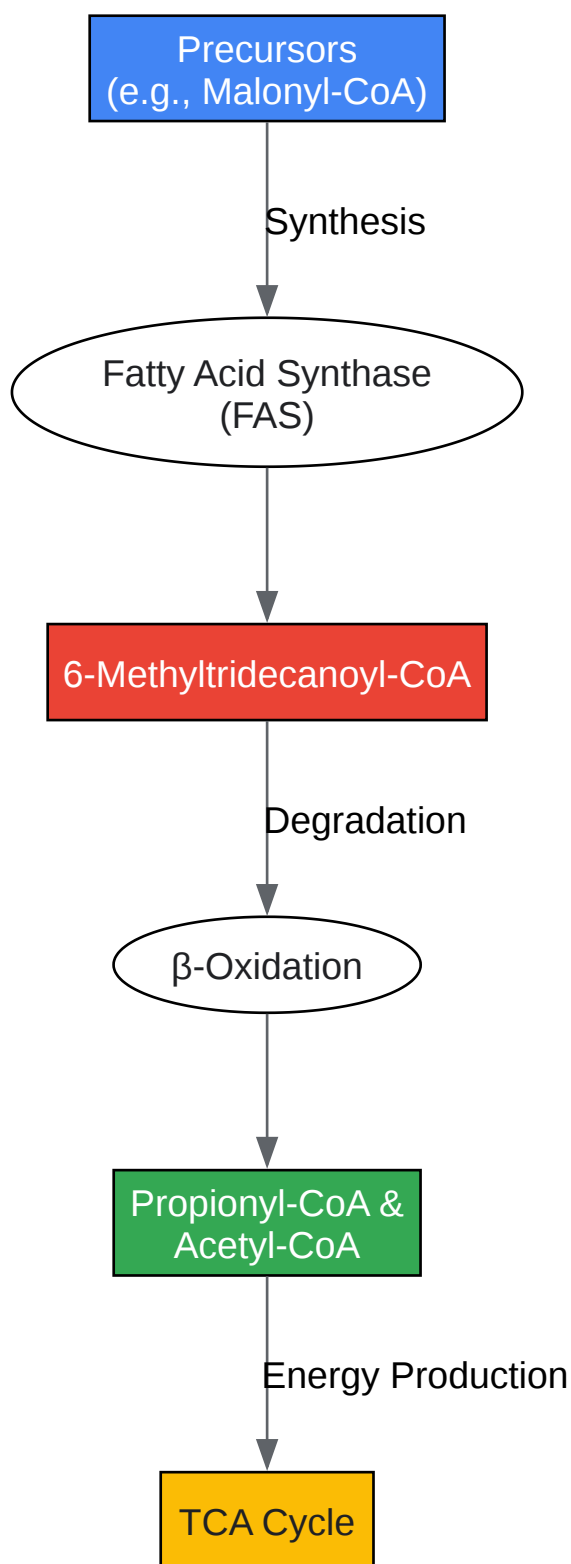 Precursors
(e.g., Malonyl-CoA)
Synthesis
Fatty Acid Synthase
(FAS)
6-Methyltridecanoyl-CoA
Degradation
β-Oxidation
Propionyl-CoA &
Acetyl-CoA
Energy Production
TCA Cycle